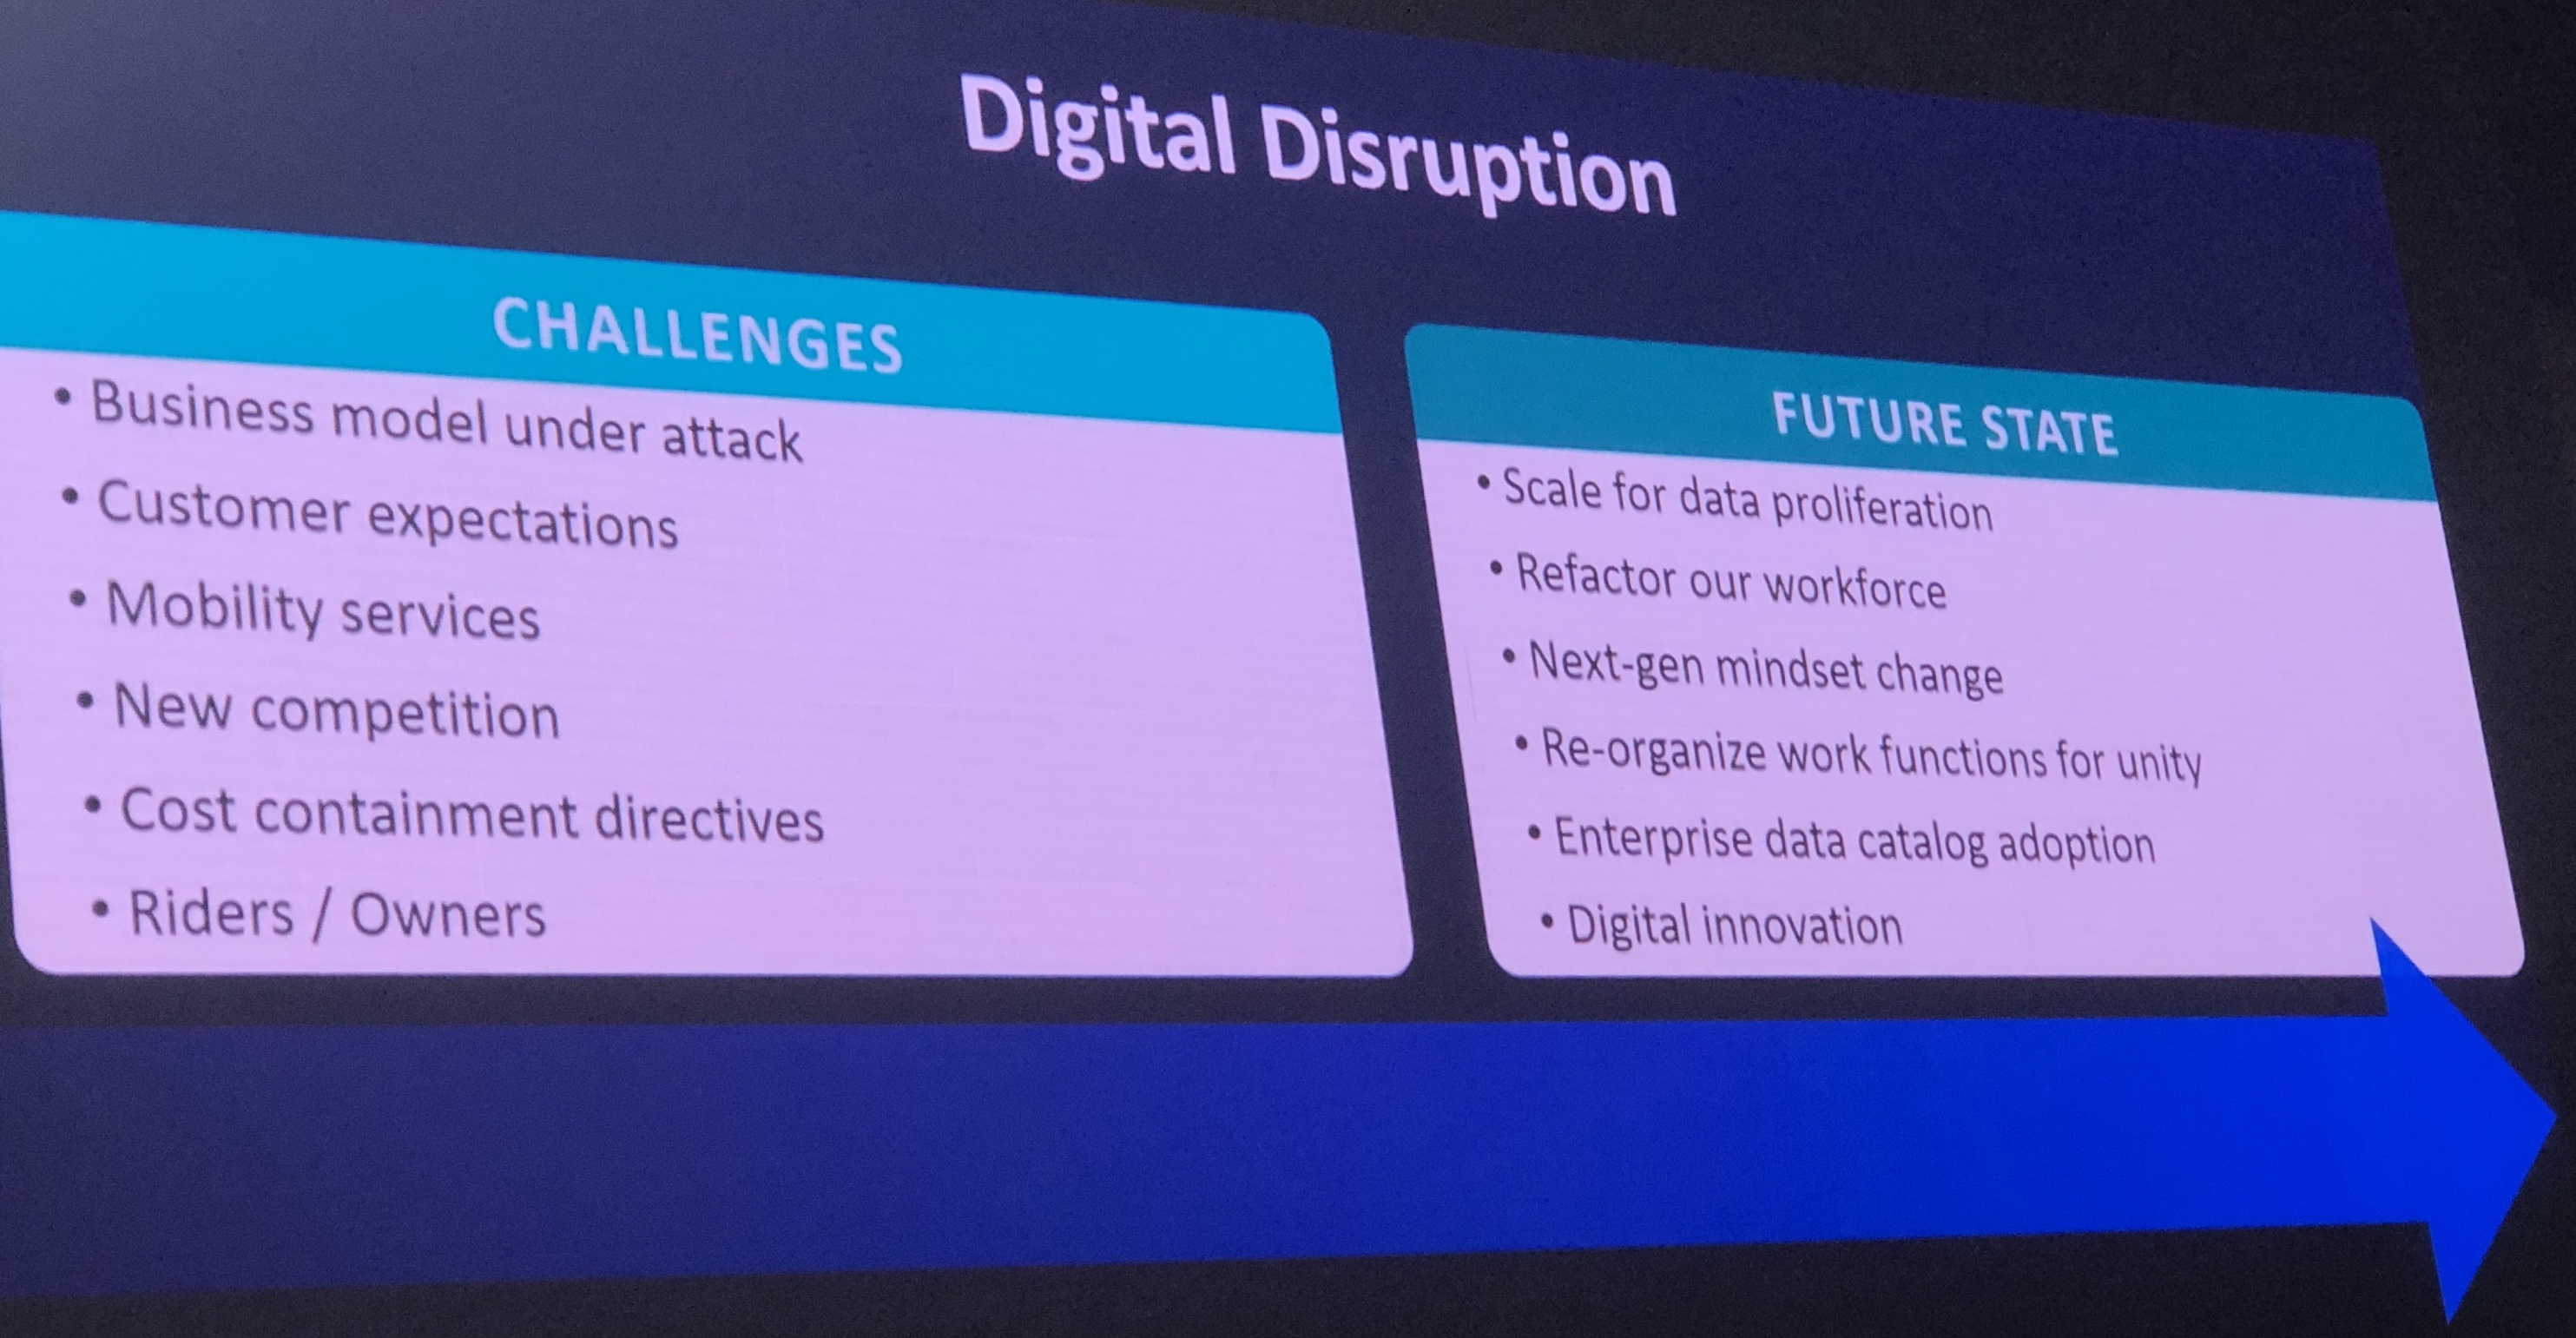 Digital Disruption
CHALLENGES
• Business model under attack
• Customer expectations
• Mobility services
• New competition
• Cost containment directives
• Riders / Owners
FUTURE STATE
• Scale for data proliferation
• Refactor our workforce
• Next-gen mindset change
• Re-organize work functions for unity
• Enterprise data catalog adoption
• Digital innovation